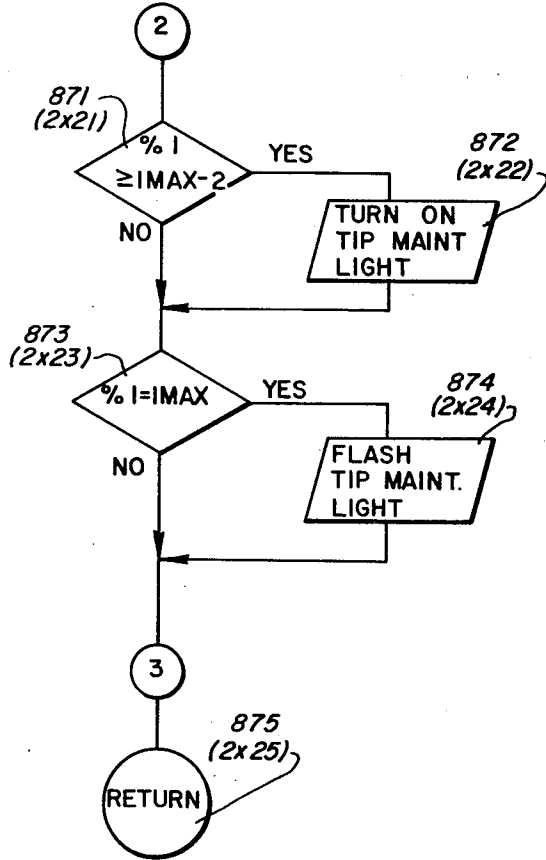 2
871
(2x21)
% I
≥IMAX-2
YES
NO
872
(2x22)
TURN ON
TIP MAINT
LIGHT
873
(2x23)
% I=IMAX
YES
NO
874
(2x24)
FLASH
TIP MAINT.
LIGHT
3
875
(2x25)
RETURN